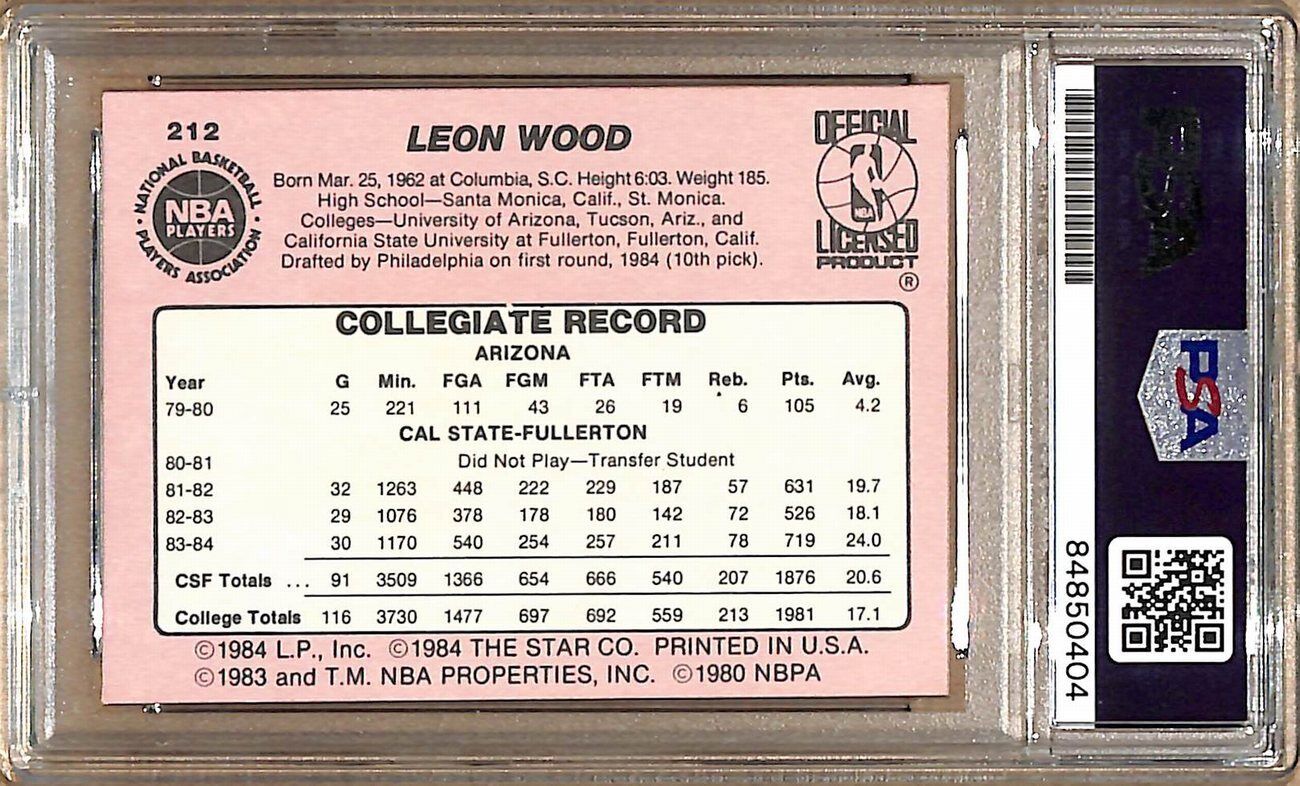 212
LEON WOOD
NATIONAL BASKETBALL
NBA
PLAYERS
PLAYERS ASSOCIATION
Born Mar. 25, 1962 at Columbia, S.C. Height 6:03. Weight 185.
High School—Santa Monica, Calif., St. Monica.
Colleges—University of Arizona, Tucson, Ariz., and
California State University at Fullerton, Fullerton, Calif.
Drafted by Philadelphia on first round, 1984 (10th pick).
OFFICIAL
NBA
LICENSED
PRODUCT
®
COLLEGIATE RECORD
ARIZONA
Year G Min. FGA FGM FTA FTM Reb. Pts. Avg.
79-80 25 221 111 43 26 19 6 105 4.2
CAL STATE-FULLERTON
80-81 Did Not Play—Transfer Student
81-82 32 1263 448 222 229 187 57 631 19.7
82-83 29 1076 378 178 180 142 72 526 18.1
83-84 30 1170 540 254 257 211 78 719 24.0
CSF Totals ... 91 3509 1366 654 666 540 207 1876 20.6
College Totals 116 3730 1477 697 692 559 213 1981 17.1
©1984 L.P., Inc. ©1984 THE STAR CO. PRINTED IN U.S.A.
©1983 and T.M. NBA PROPERTIES, INC. ©1980 NBPA
PSA
PSA
84850404